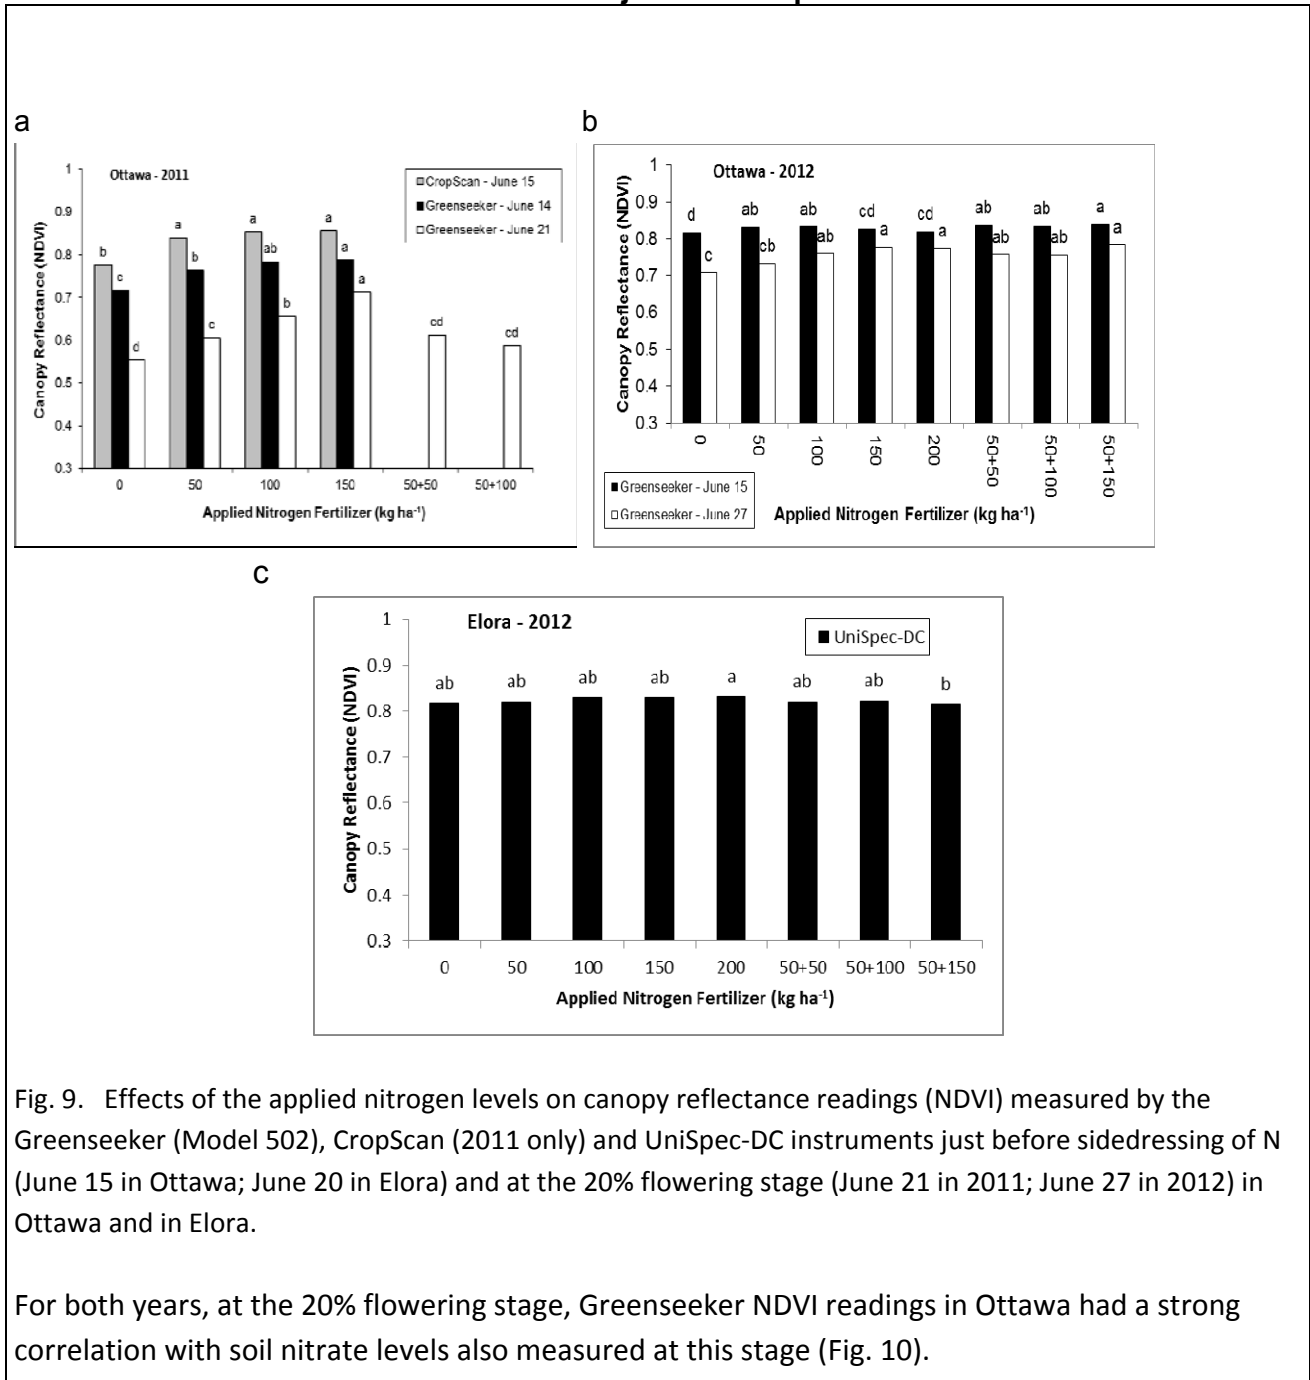 a
b
1
0.9
0.8
0.7
0.6
0.5
0.4
0.3
Canopy Reflectance (NDVI)
Ottawa - 2011
CropScan - June 15
Greenseeker - June 14
Greenseeker - June 21
b
c
d
a
b
c
a
ab
b
a
a
a
cd
cd
0
50
100
150
50+50
50+100
Applied Nitrogen Fertilizer (kg ha⁻¹)
1
0.9
0.8
0.7
0.6
0.5
0.4
0.3
Canopy Reflectance (NDVI)
Ottawa - 2012
d
c
ab
cb
ab
ab
cd
a
cd
a
ab
ab
ab
ab
a
a
0
50
100
150
200
50+50
50+100
50+150
Greenseeker - June 15
Greenseeker - June 27
Applied Nitrogen Fertilizer (kg ha⁻¹)
c
1
0.9
0.8
0.7
0.6
0.5
0.4
0.3
Canopy Reflectance (NDVI)
Elora - 2012
UniSpec-DC
ab
ab
ab
ab
a
ab
ab
b
0
50
100
150
200
50+50
50+100
50+150
Applied Nitrogen Fertilizer (kg ha⁻¹)
Fig. 9. Effects of the applied nitrogen levels on canopy reflectance readings (NDVI) measured by the
Greenseeker (Model 502), CropScan (2011 only) and UniSpec-DC instruments just before sidedressing of N
(June 15 in Ottawa; June 20 in Elora) and at the 20% flowering stage (June 21 in 2011; June 27 in 2012) in
Ottawa and in Elora.
For both years, at the 20% flowering stage, Greenseeker NDVI readings in Ottawa had a strong
correlation with soil nitrate levels also measured at this stage (Fig. 10).